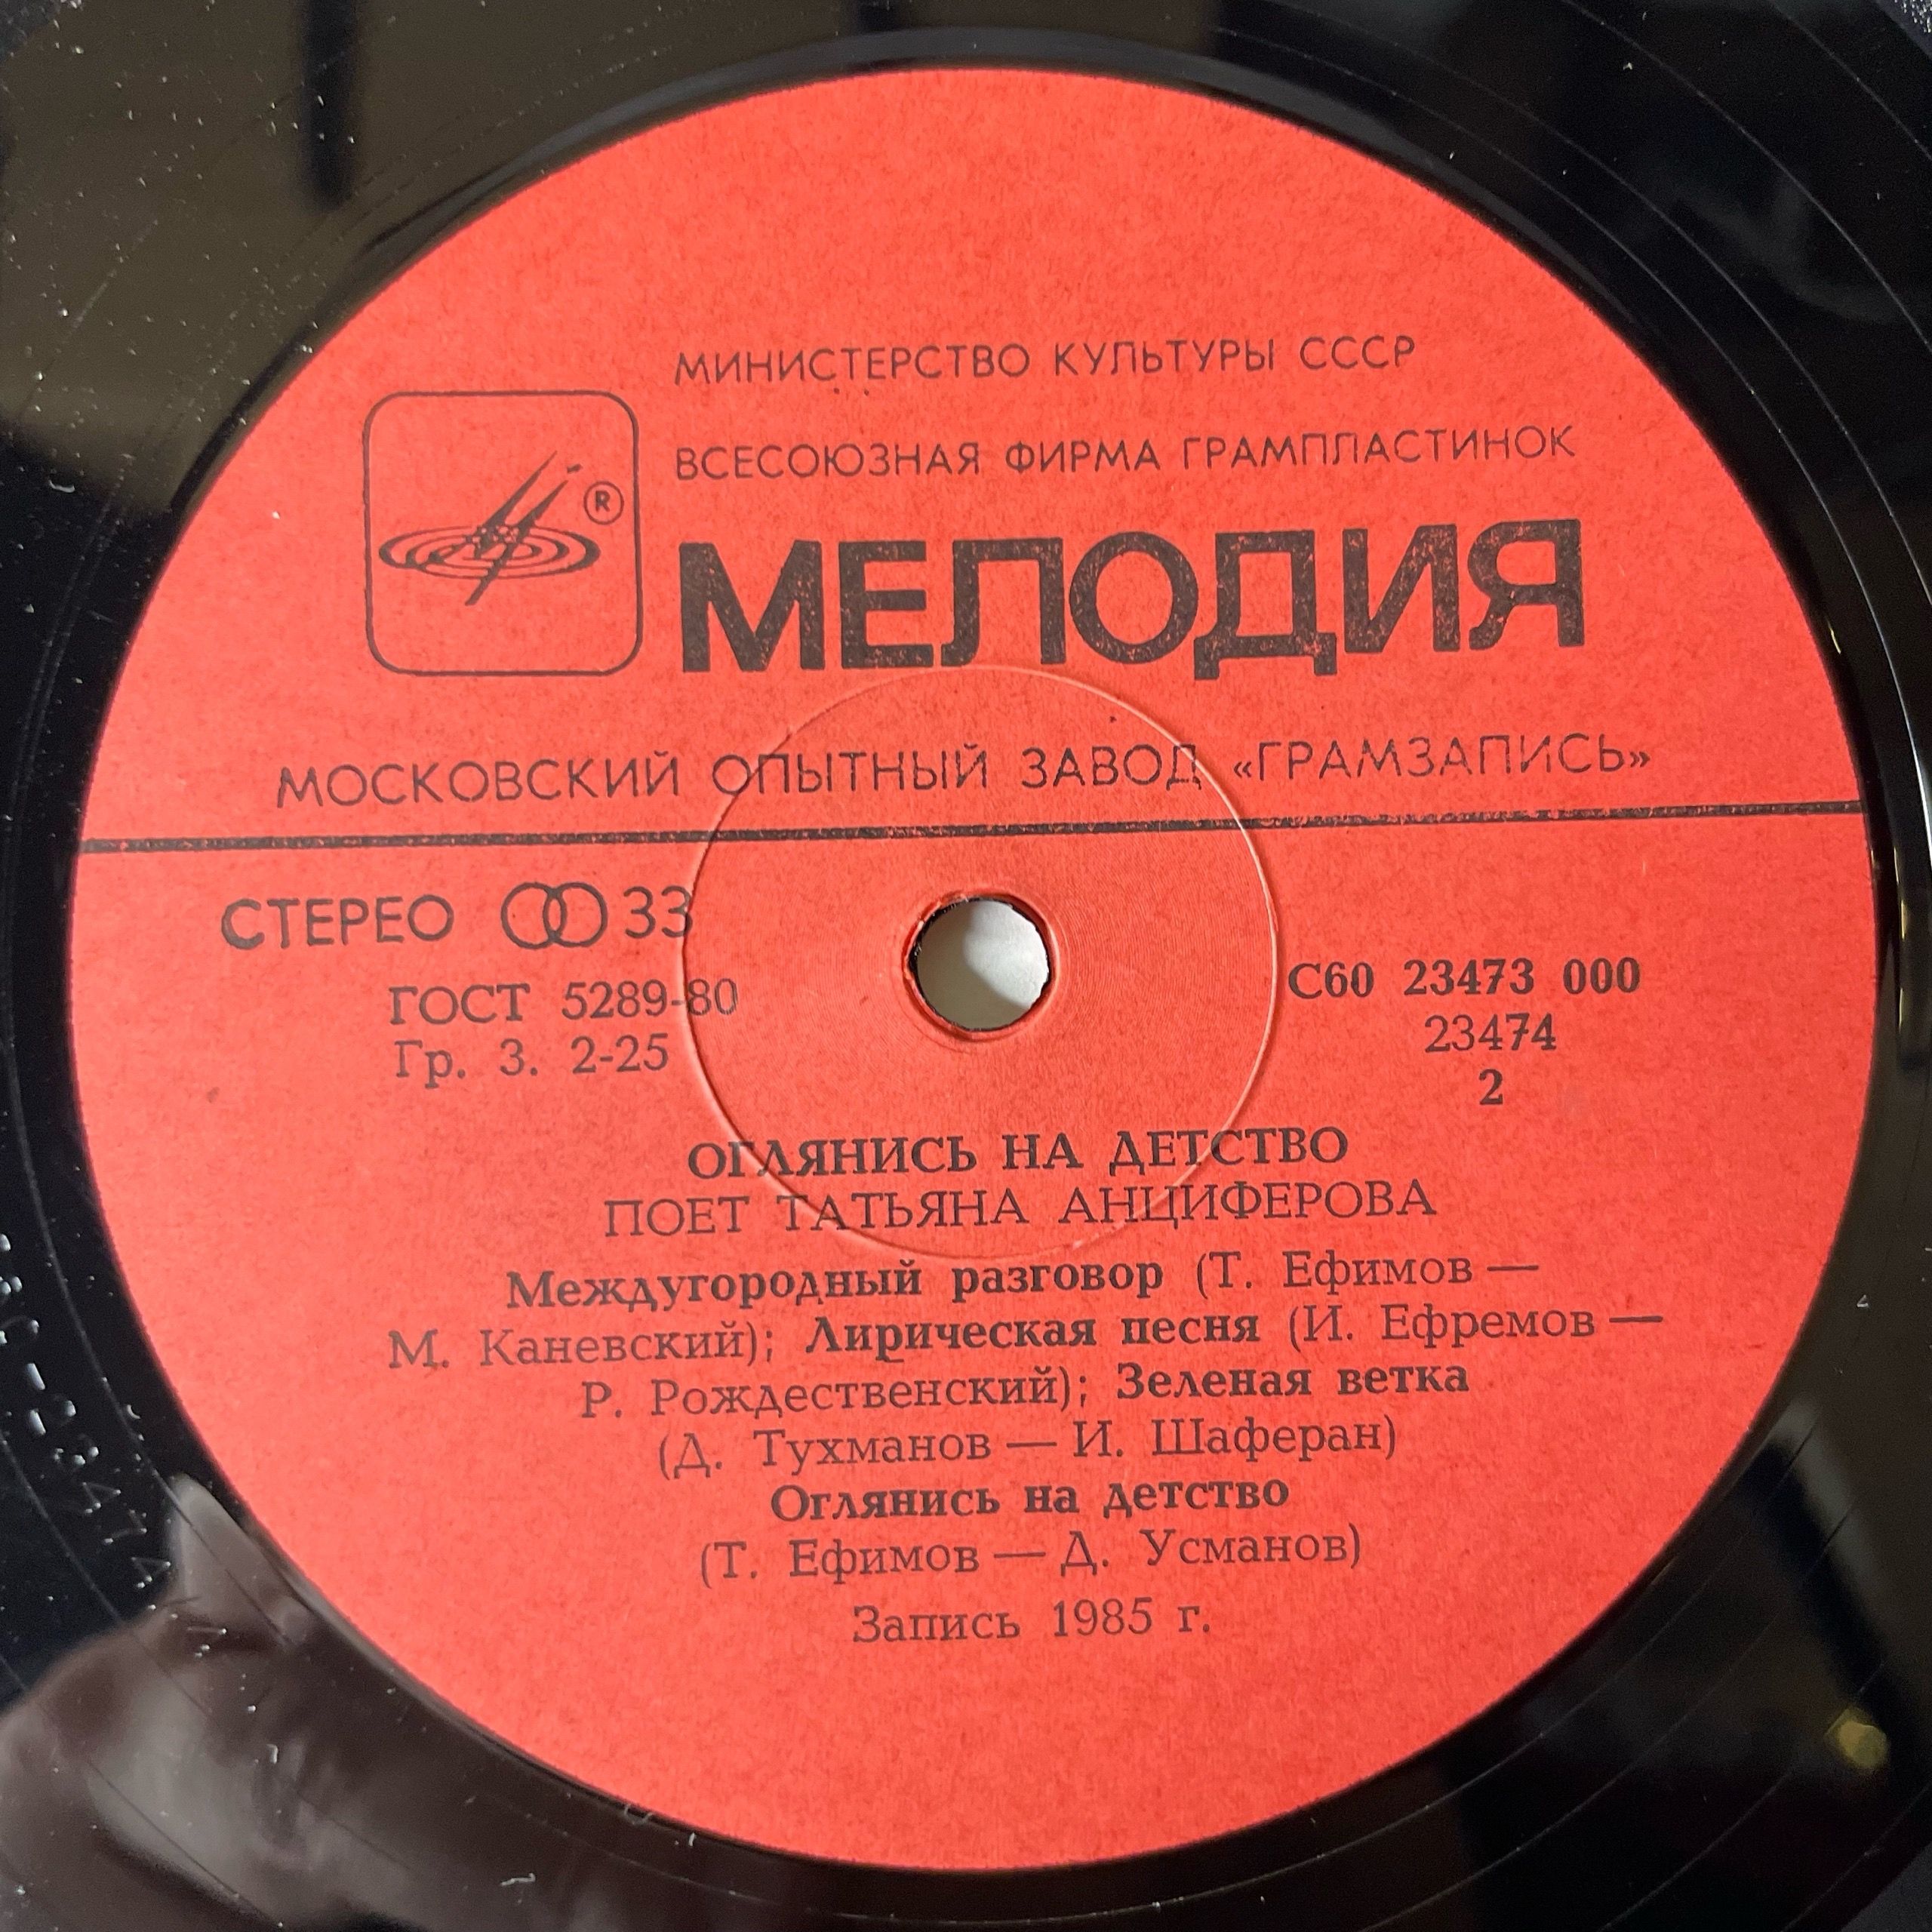 МИНИСТЕРСТВО КУЛЬТУРЫ СССР
ВСЕСОЮЗНАЯ ФИРМА ГРАМПЛАСТИНОК
®
МЕЛОДИЯ
МОСКОВСКИЙ ОПЫТНЫЙ ЗАВОД «ГРАМЗАПИСЬ»
СТЕРЕО 33
ГОСТ 5289-80
Гр. 3. 2-25
С60 23473 000
23474
2
ОГЛЯНИСЬ НА ДЕТСТВО
ПОЕТ ТАТЬЯНА АНЦИФЕРОВА
Междугородный разговор (Т. Ефимов —
М. Каневский); Лирическая песня (И. Ефремов —
Р. Рождественский); Зеленая ветка
(Д. Тухманов — И. Шаферан)
Оглянись на детство
(Т. Ефимов — Д. Усманов)
Запись 1985 г.